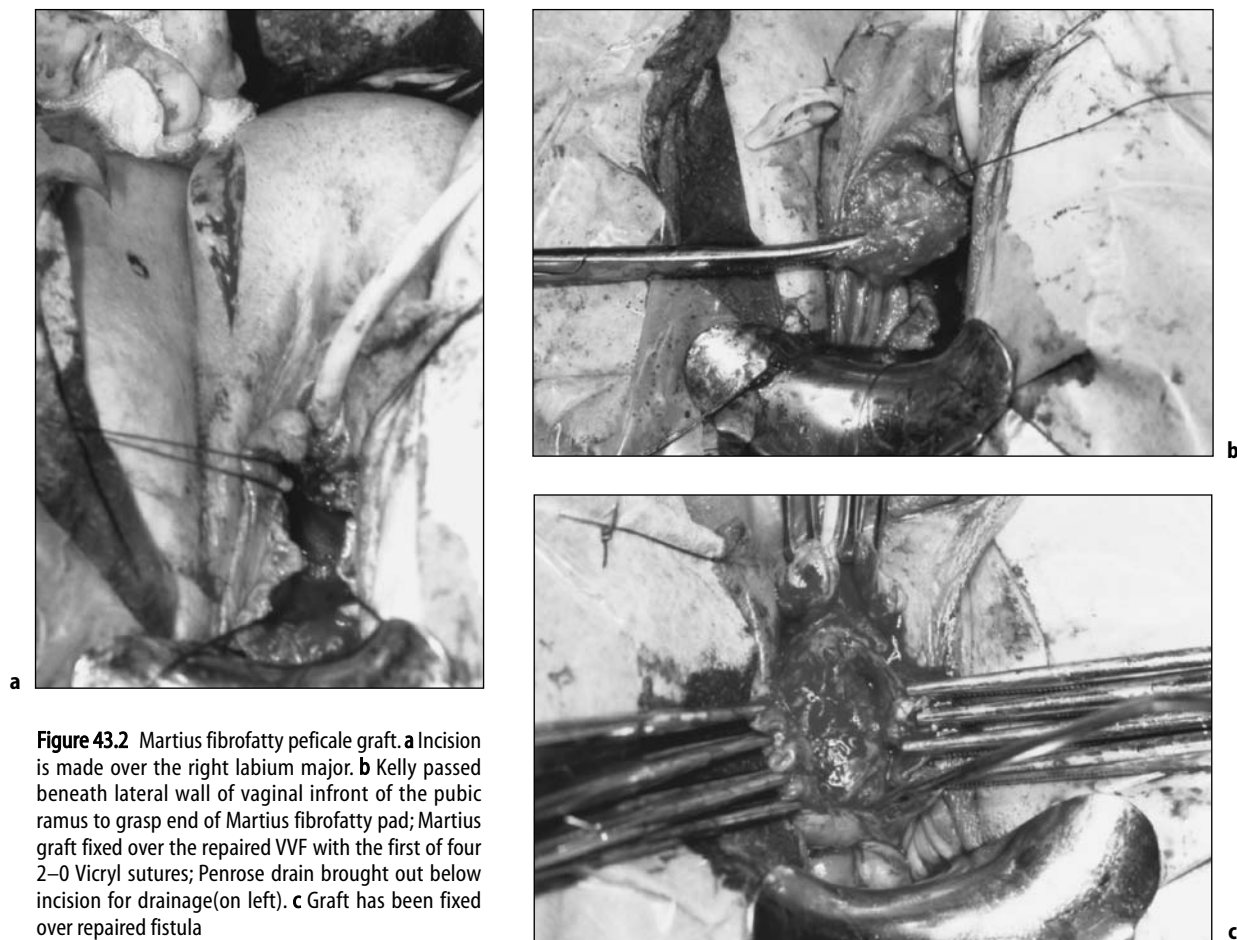 a
b
c
Figure 43.2 Martius fibrofatty peficale graft. a Incision
is made over the right labium major. b Kelly passed
beneath lateral wall of vaginal infront of the pubic
ramus to grasp end of Martius fibrofatty pad; Martius
graft fixed over the repaired VVF with the first of four
2–0 Vicryl sutures; Penrose drain brought out below
incision for drainage(on left). c Graft has been fixed
over repaired fistula